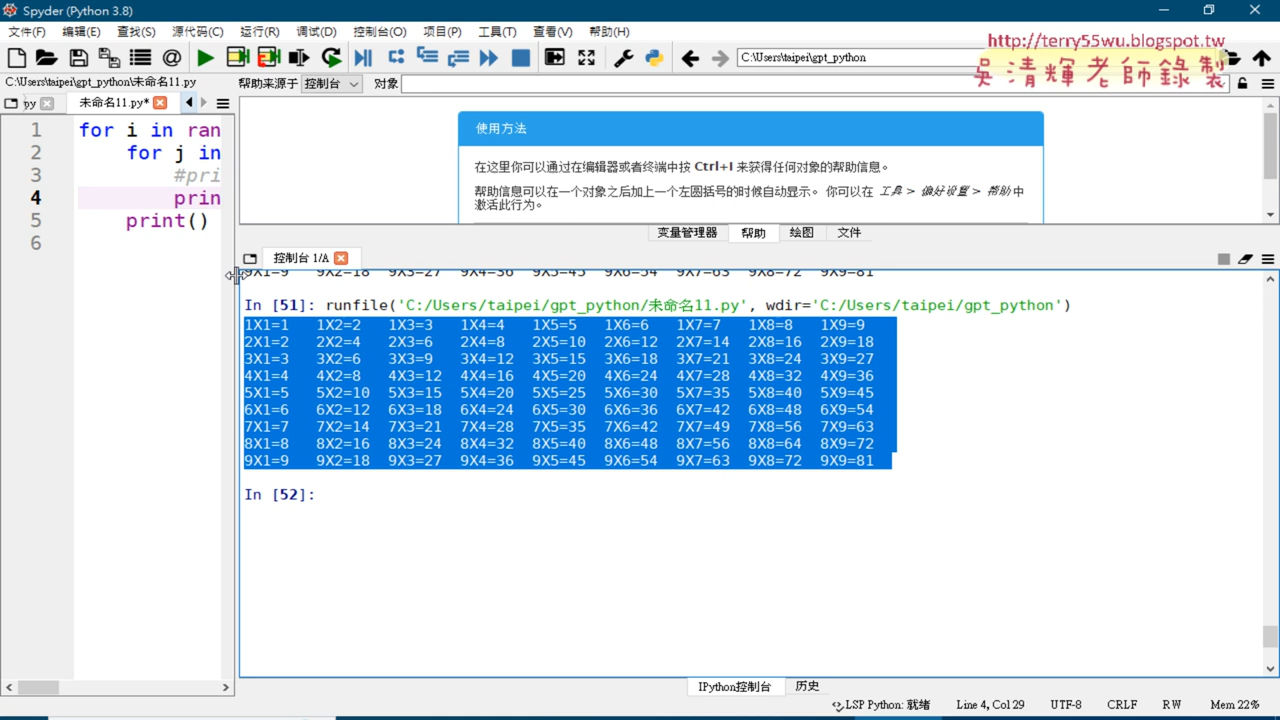 Spyder (Python 3.8)
文件(F) 编辑(E) 查找(S) 源代码(C) 运行(R) 调试(D) 控制台(O) 项目(P) 工具(T) 查看(V) 帮助(H)
http://terry55wu.blogspot.tw
吳清輝老師錄製
C:\Users\taipei\gpt_python
C:\Users\taipei\gpt_python\未命名11.py
帮助来源于 控制台 对象
py 未命名11.py*
1 for i in ran
2 for j in
3 #pri
4 prin
5 print()
6
使用方法
在这里你可以通过在编辑器或者终端中按 Ctrl+I 来获得任何对象的帮助信息。
帮助信息可以在一个对象之后加上一个左圆括号的时候自动显示。 你可以在 工具 > 偏好设置 > 帮助 中
激活此行为。
变量管理器 帮助 绘图 文件
控制台 1/A
9X1=9 9X2=18 9X3=27 9X4=36 9X5=45 9X6=54 9X7=63 9X8=72 9X9=81
In [51]: runfile('C:/Users/taipei/gpt_python/未命名11.py', wdir='C:/Users/taipei/gpt_python')
1X1=1 1X2=2 1X3=3 1X4=4 1X5=5 1X6=6 1X7=7 1X8=8 1X9=9
2X1=2 2X2=4 2X3=6 2X4=8 2X5=10 2X6=12 2X7=14 2X8=16 2X9=18
3X1=3 3X2=6 3X3=9 3X4=12 3X5=15 3X6=18 3X7=21 3X8=24 3X9=27
4X1=4 4X2=8 4X3=12 4X4=16 4X5=20 4X6=24 4X7=28 4X8=32 4X9=36
5X1=5 5X2=10 5X3=15 5X4=20 5X5=25 5X6=30 5X7=35 5X8=40 5X9=45
6X1=6 6X2=12 6X3=18 6X4=24 6X5=30 6X6=36 6X7=42 6X8=48 6X9=54
7X1=7 7X2=14 7X3=21 7X4=28 7X5=35 7X6=42 7X7=49 7X8=56 7X9=63
8X1=8 8X2=16 8X3=24 8X4=32 8X5=40 8X6=48 8X7=56 8X8=64 8X9=72
9X1=9 9X2=18 9X3=27 9X4=36 9X5=45 9X6=54 9X7=63 9X8=72 9X9=81
In [52]:
IPython控制台 历史
LSP Python: 就绪 Line 4, Col 29 UTF-8 CRLF RW Mem 22%